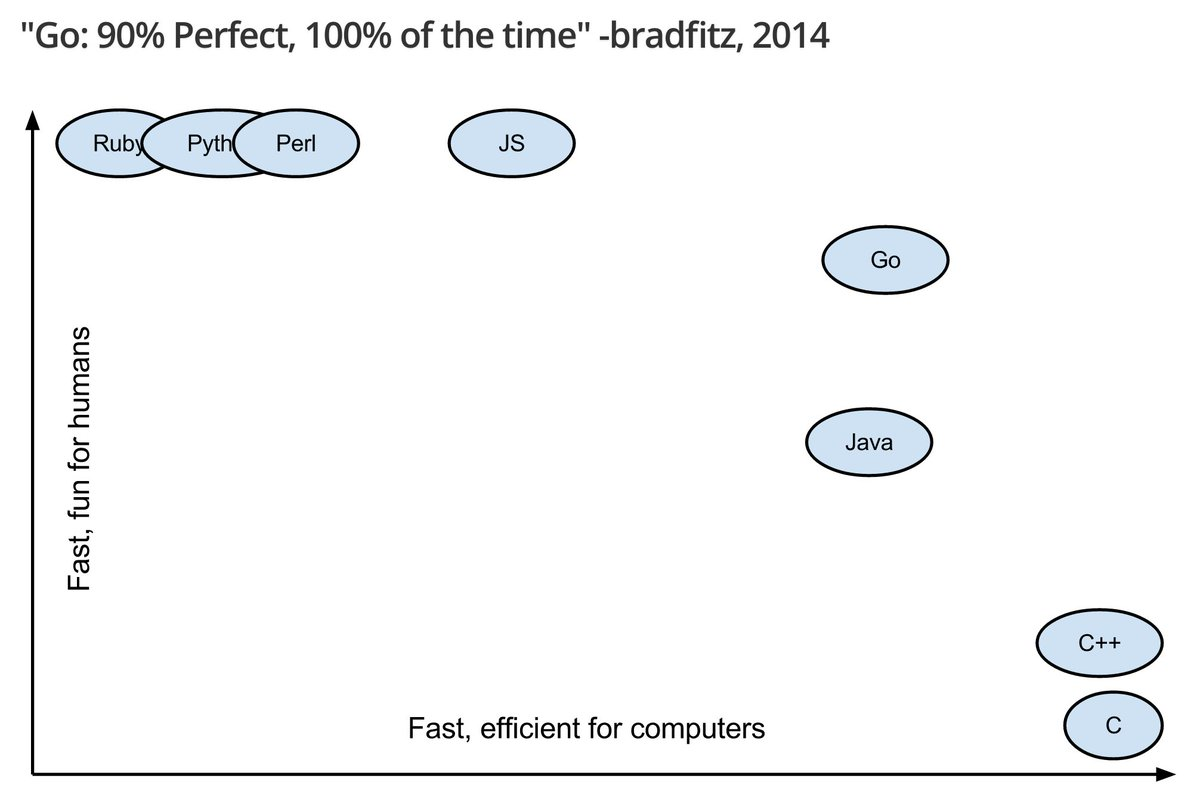 "Go: 90% Perfect, 100% of the time" -bradfitz, 2014
Ruby Pyth Perl JS
Go
Fast, fun for humans
Java
C++
Fast, efficient for computers
C